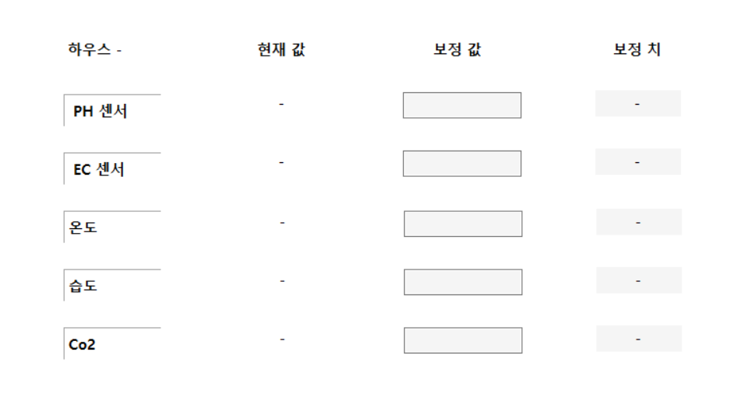 하우스 - 현재 값 보정 값 보정 치
PH 센서 - -
EC 센서 - -
온도 - -
습도 - -
Co2 - -